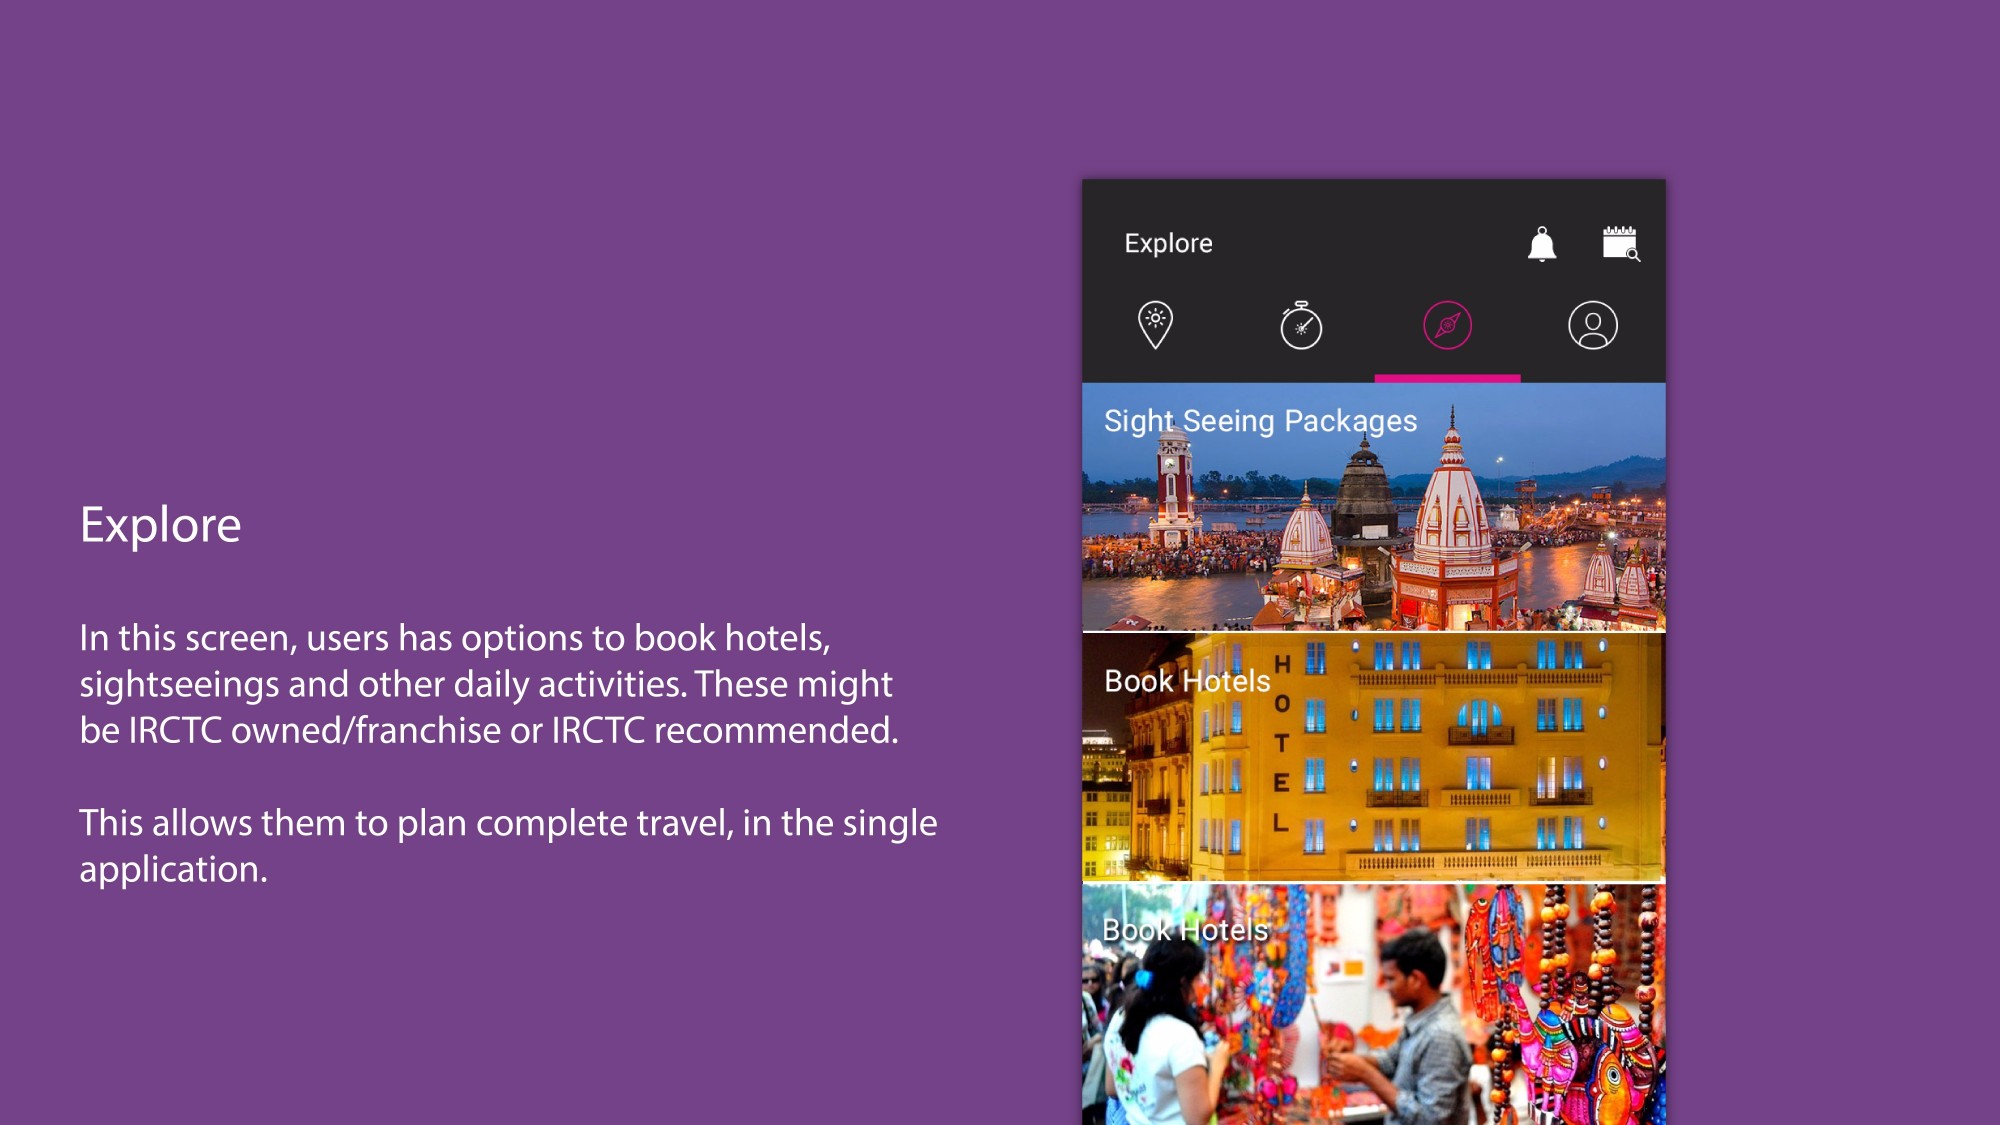 Explore
In this screen, users has options to book hotels,
sightseeings and other daily activities. These might
be IRCTC owned/franchise or IRCTC recommended.
This allows them to plan complete travel, in the single
application.
Explore
Sight Seeing Packages
Book Hotels
HOTEL
Book Hotels